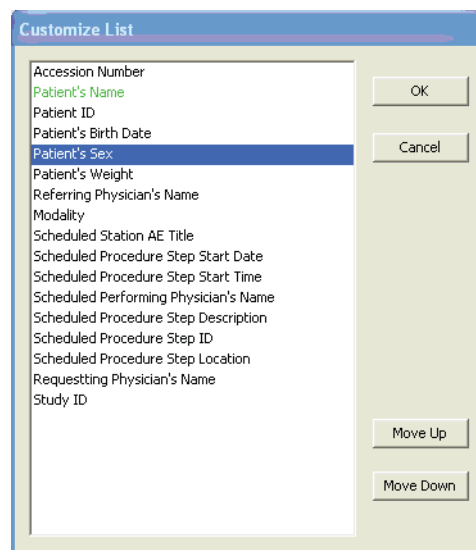 Customize List
Accession Number
Patient's Name
Patient ID
Patient's Birth Date
Patient's Sex
Patient's Weight
Referring Physician's Name
Modality
Scheduled Station AE Title
Scheduled Procedure Step Start Date
Scheduled Procedure Step Start Time
Scheduled Performing Physician's Name
Scheduled Procedure Step Description
Scheduled Procedure Step ID
Scheduled Procedure Step Location
Requestting Physician's Name
Study ID
OK
Cancel
Move Up
Move Down